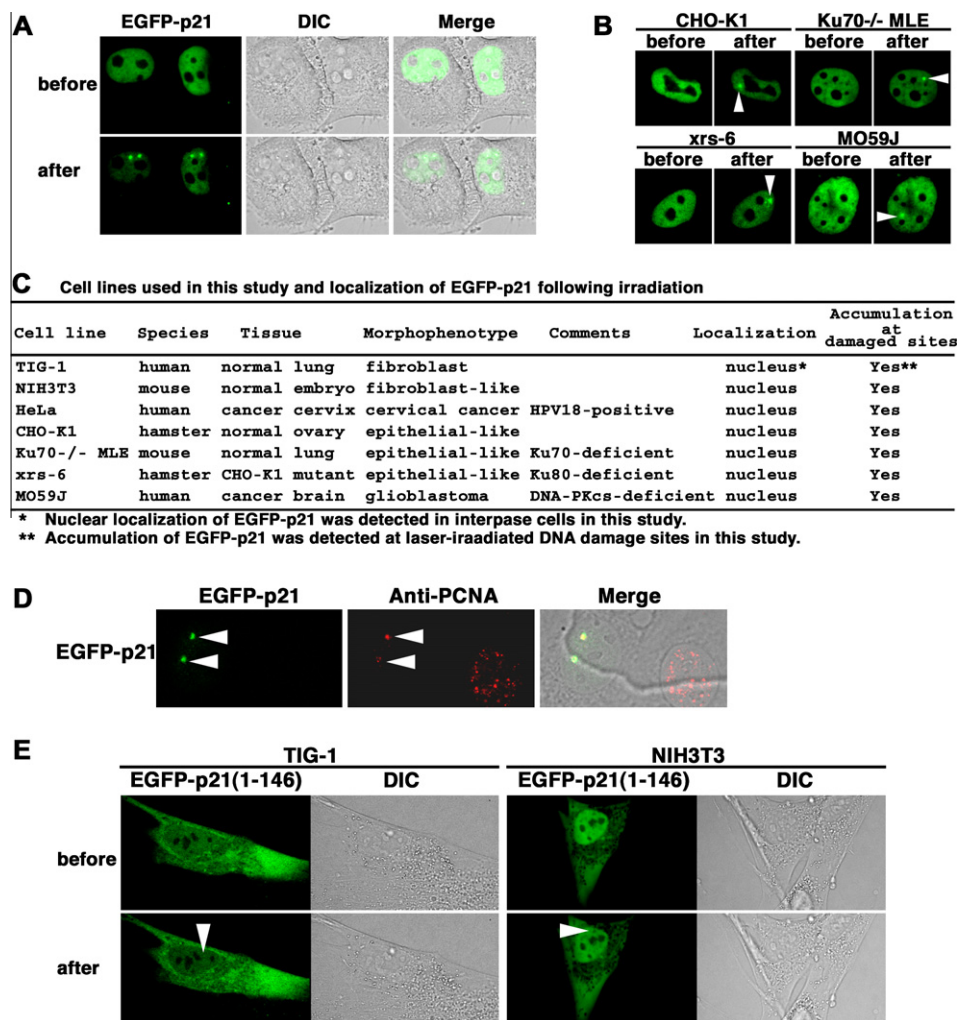 A
EGFP-p21 DIC Merge
before
after
B
CHO-K1 Ku70-/- MLE
before after before after
xrs-6 MO59J
before after before after
C Cell lines used in this study and localization of EGFP-p21 following irradiation
Cell line Species Tissue Morphophenotype Comments Localization Accumulation at damaged sites
TIG-1 human normal lung fibroblast nucleus* Yes**
NIH3T3 mouse normal embryo fibroblast-like nucleus Yes
HeLa human cancer cervix cervical cancer HPV18-positive nucleus Yes
CHO-K1 hamster normal ovary epithelial-like nucleus Yes
Ku70-/- MLE mouse normal lung epithelial-like Ku70-deficient nucleus Yes
xrs-6 hamster CHO-K1 mutant epithelial-like Ku80-deficient nucleus Yes
MO59J human cancer brain glioblastoma DNA-PKcs-deficient nucleus Yes
* Nuclear localization of EGFP-p21 was detected in interpase cells in this study.
** Accumulation of EGFP-p21 was detected at laser-iraadiated DNA damage sites in this study.
D
EGFP-p21 Anti-PCNA Merge
EGFP-p21
E
TIG-1 NIH3T3
EGFP-p21(1-146) DIC EGFP-p21(1-146) DIC
before
after